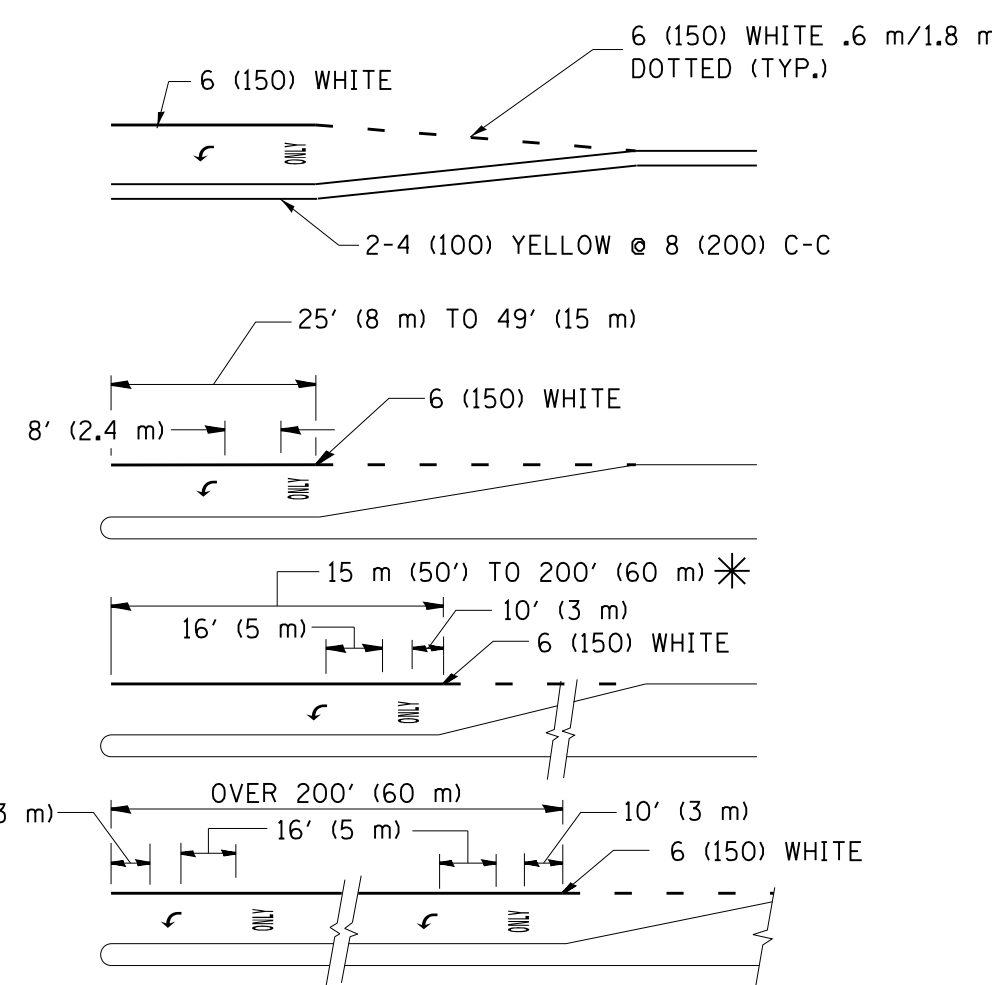 6 (150) WHITE .6 m/1.8 m
DOTTED (TYP.)
6 (150) WHITE
ONLY
2-4 (100) YELLOW @ 8 (200) C-C
25' (8 m) TO 49' (15 m)
6 (150) WHITE
8' (2.4 m)
ONLY
15 m (50') TO 200' (60 m)
10' (3 m)
16' (5 m)
6 (150) WHITE
ONLY
OVER 200' (60 m)
3 m)
16' (5 m)
10' (3 m)
6 (150) WHITE
ONLY
ONLY